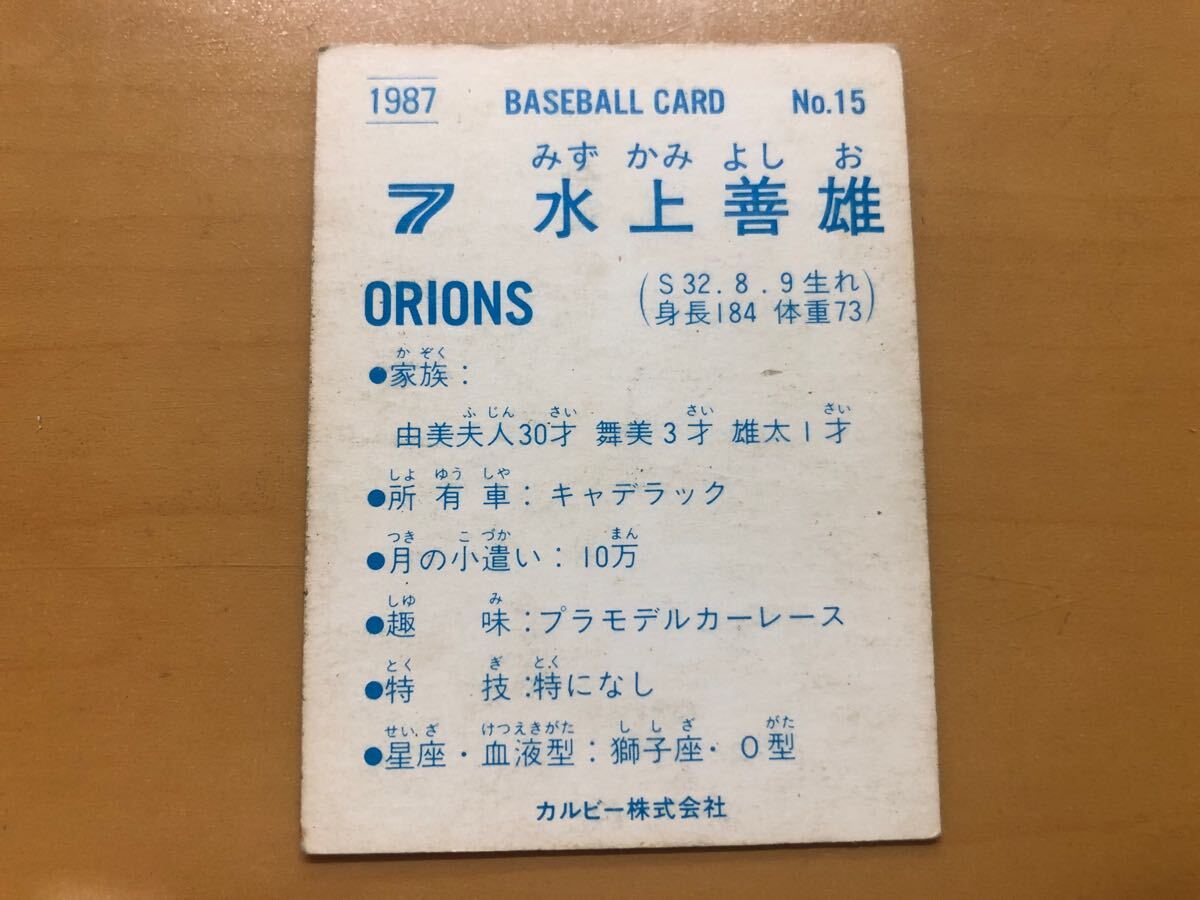 1987 BASEBALL CARD No.15
みず かみ よし お
7 水上善雄
ORIONS
(S32.8.9生れ
身長184 体重73)
か ぞく
●家族:
ふ じん さい さい さい
由美夫人30才 舞美3才 雄太1才
しよ ゆう しや
●所有車:キャデラック
つき こ づか まん
●月の小遣い:10万
しゆ み
●趣味:プラモデルカーレース
とく ぎ とく
●特技:特になし
せい ざ けつえきがた し し ざ がた
●星座・血液型:獅子座・O型
カルビー株式会社